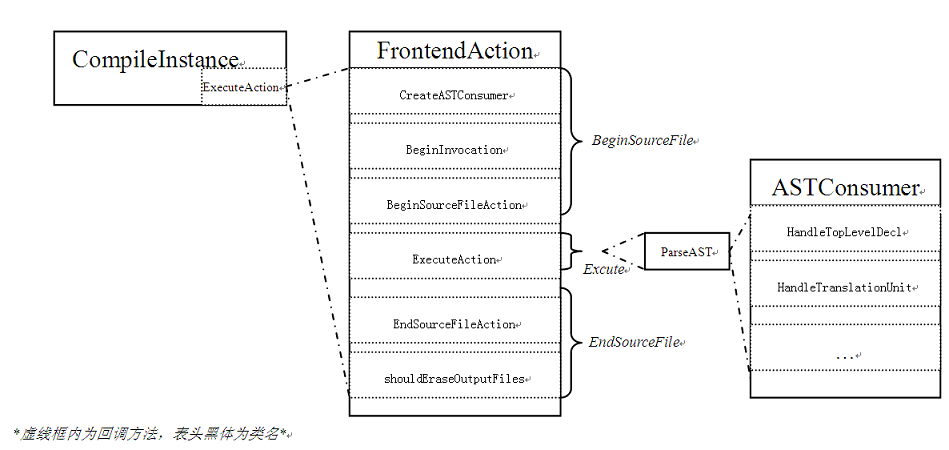 CompileInstance
ExecuteAction
FrontendAction
CreateASTConsumer
BeginInvocation
BeginSourceFileAction
ExecuteAction
EndSourceFileAction
shouldEraseOutputFiles
BeginSourceFile
Excute
EndSourceFile
ParseAST
ASTConsumer
HandleTopLevelDecl
HandleTranslationUnit
...
*虚线框内为回调方法，表头黑体为类名*